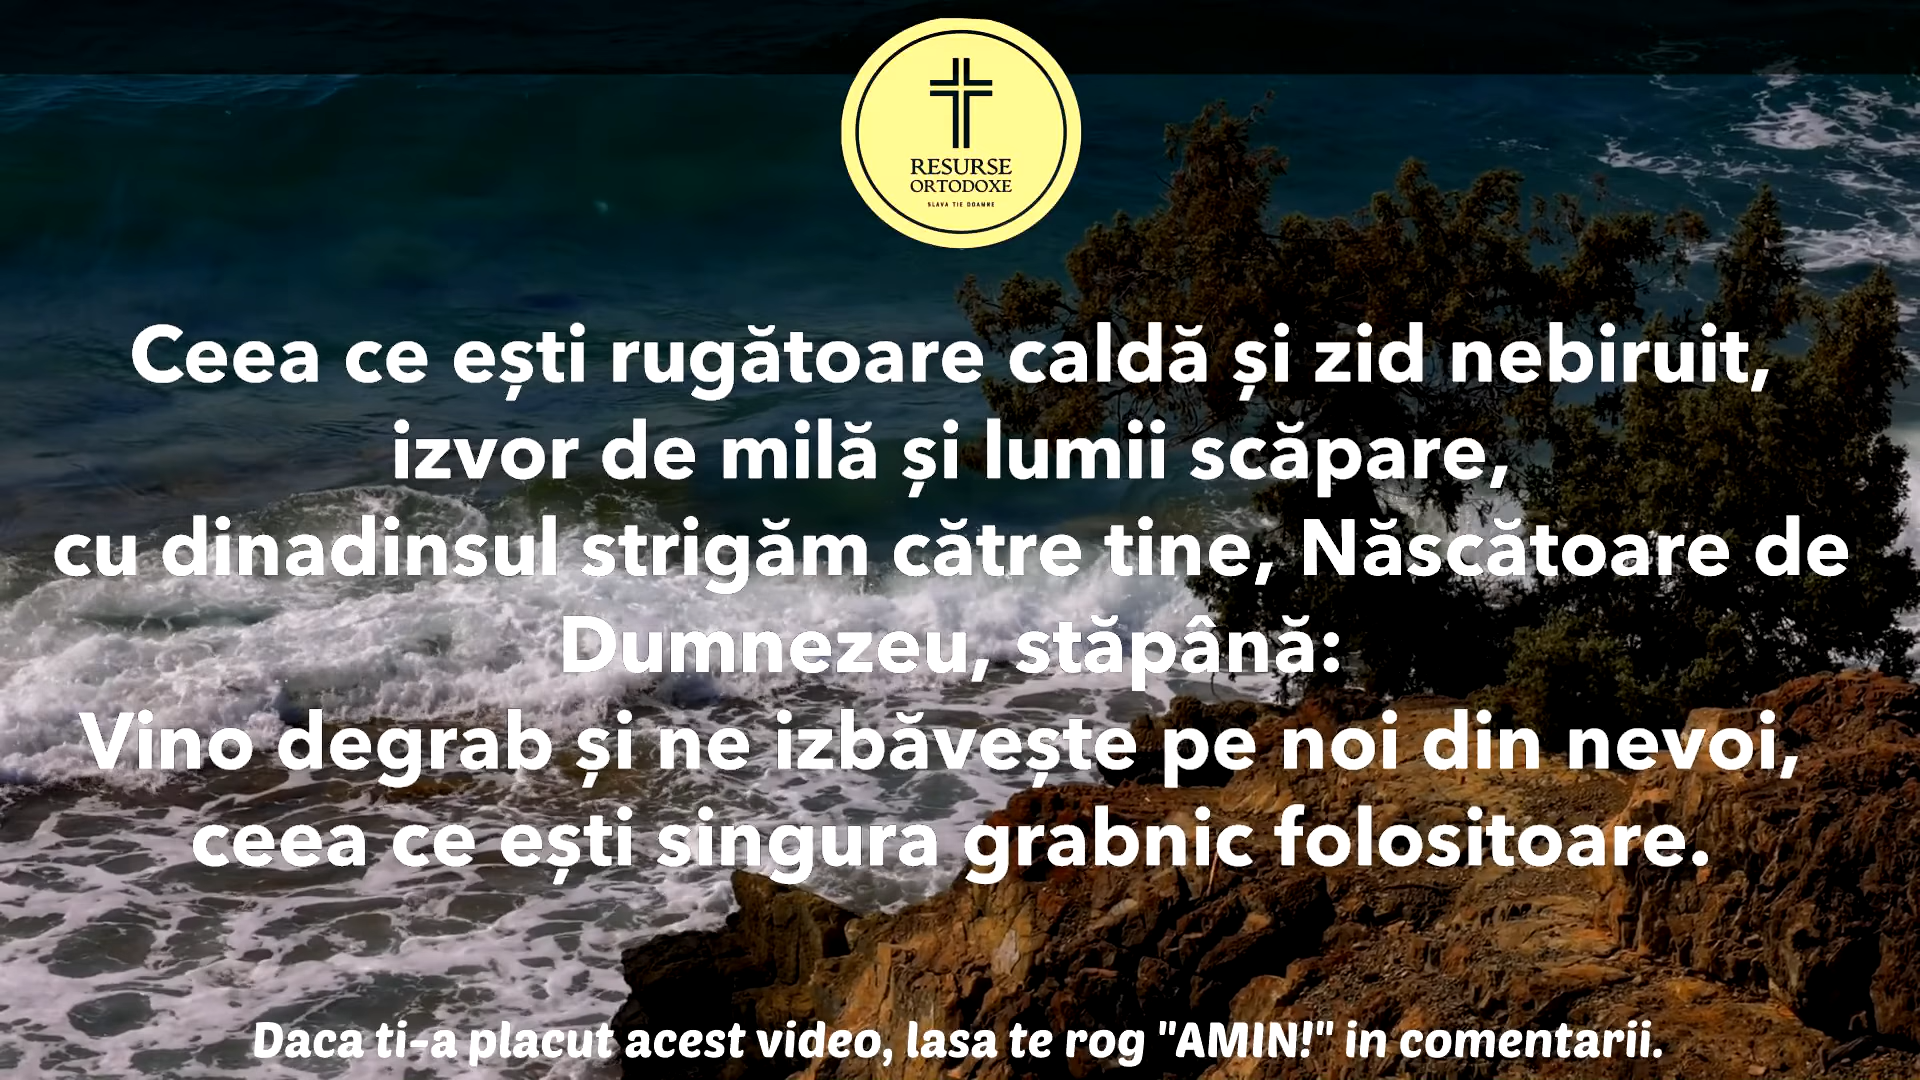 RESURSE
ORTODOXE
SLAVA TIE DOAMNE
Ceea ce ești rugătoare caldă și zid nebiruit,
izvor de milă și lumii scăpare,
cu dinadinsul strigăm către tine, Născătoare de
Dumnezeu, stăpână:
Vino degrab și ne izbăvește pe noi din nevoi,
ceea ce ești singura grabnic folositoare.
Daca ti-a placut acest video, lasa te rog "AMIN!" in comentarii.